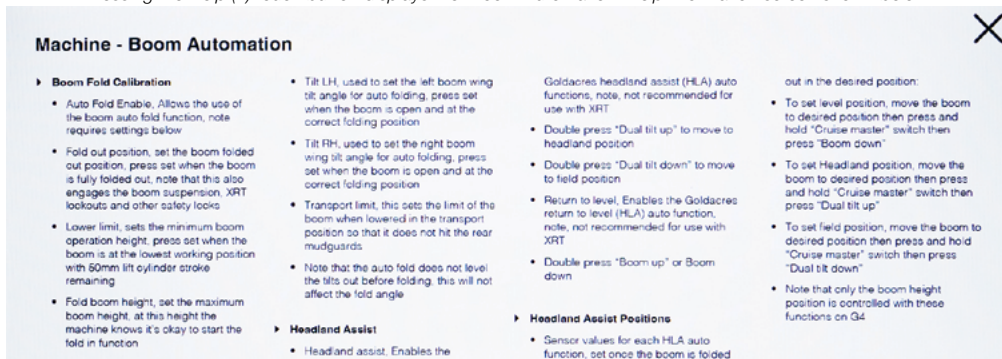 Machine - Boom Automation
Boom Fold Calibration
Auto Fold Enable, Allows the use of
the boom auto fold function, note
requires settings below
Fold out position, set the boom folded
out position, press set when the boom
is fully folded out, note that this also
engages the boom suspension, XRT
lockouts and other safety locks
Lower limit, sets the minimum boom
operation height, press set when the
boom is at the lowest working position
with 50mm lift cylinder stroke
remaining
Fold boom height, set the maximum
boom height, at this height the
machine knows it's okay to start the
fold in function
Tilt LH, used to set the left boom wing
tilt angle for auto folding, press set
when the boom is open and at the
correct folding position
Tilt RH, used to set the right boom
wing tilt angle for auto folding, press
set when the boom is open and at the
correct folding position
Transport limit, this sets the limit of the
boom when lowered in the transport
position so that it does not hit the rear
mudguards
Note that the auto fold does not level
the tilts out before folding, this will not
affect the fold angle
Headland Assist
Headland assist, Enables the
Goldacres headland assist (HLA) auto
functions, note, not recommended for
use with XRT
Double press "Dual tilt up" to move to
headland position
Double press "Dual tilt down" to move
to field position
Return to level, Enables the Goldacres
return to level (HLA) auto function,
note, not recommended for use with
XRT
Double press "Boom up" or Boom
down
Headland Assist Positions
Sensor values for each HLA auto
function, set once the boom is folded
out in the desired position:
To set level position, move the boom
to desired position then press and
hold "Cruise master" switch then
press "Boom down"
To set Headland position, move the
boom to desired position then press
and hold "Cruise master" switch then
press "Dual tilt up"
To set field position, move the boom to
desired position then press and hold
"Cruise master" switch then press
"Dual tilt down"
Note that only the boom height
position is controlled with these
functions on G4